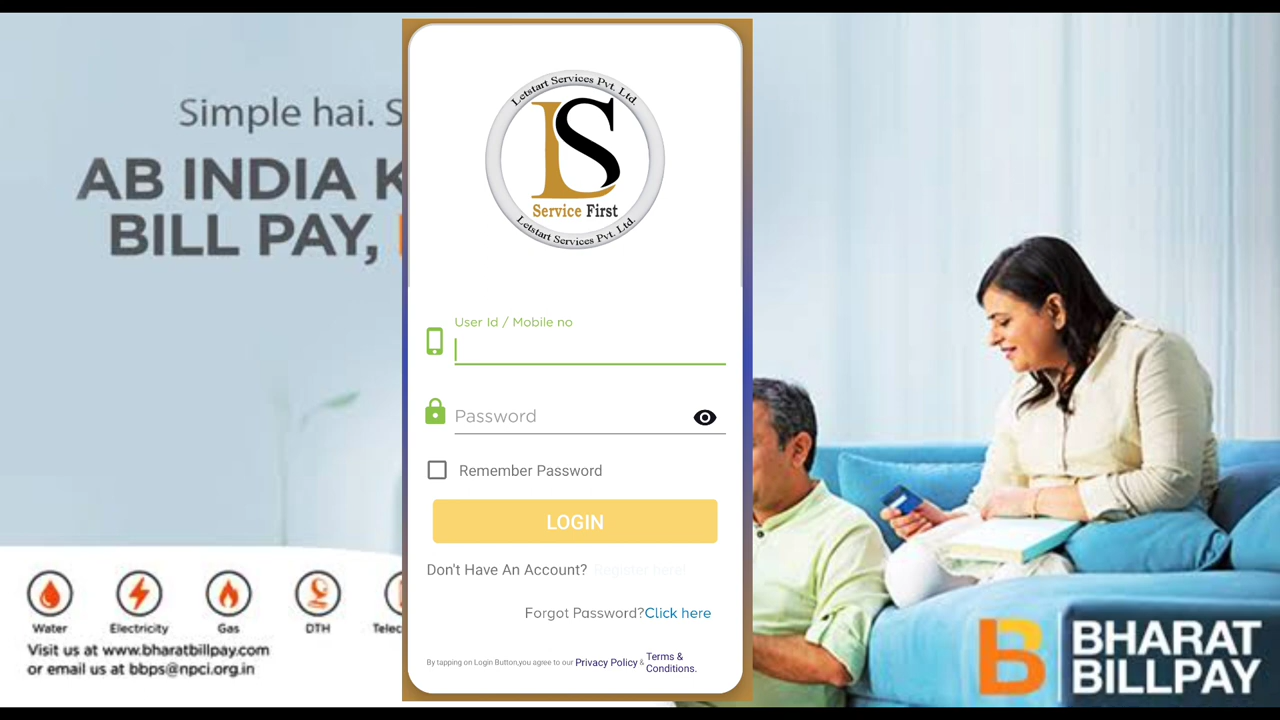 Simple hai. S
AB INDIA K
BILL PAY,
Letstart Services Pvt. Ltd.
LS
Service First
Letstart Services Pvt. Ltd.
User Id / Mobile no
Password
Remember Password
LOGIN
Don't Have An Account? Register here!
Forgot Password?Click here
By tapping on Login Button,you agree to our Privacy Policy & Terms &
Conditions.
Water
Electricity
Gas
DTH
Telec
Visit us at www.bharatbillpay.com
or email us at bbps@npci.org.in
B
BHARAT
BILLPAY